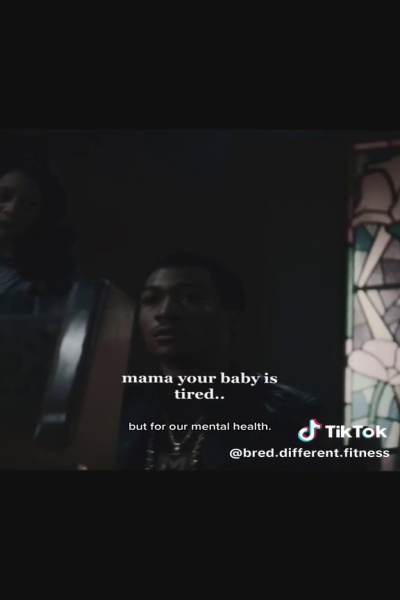 mama your baby is
tired..
but for our mental health.
TikTok
@bred.different.fitness